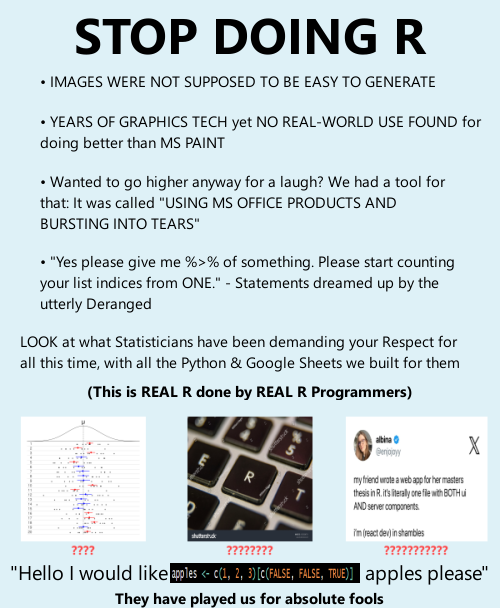 STOP DOING R
• IMAGES WERE NOT SUPPOSED TO BE EASY TO GENERATE
• YEARS OF GRAPHICS TECH yet NO REAL-WORLD USE FOUND for
doing better than MS PAINT
• Wanted to go higher anyway for a laugh? We had a tool for
that: It was called "USING MS OFFICE PRODUCTS AND
BURSTING INTO TEARS"
• "Yes please give me %>% of something. Please start counting
your list indices from ONE." - Statements dreamed up by the
utterly Deranged
LOOK at what Statisticians have been demanding your Respect for
all this time, with all the Python & Google Sheets we built for them
(This is REAL R done by REAL R Programmers)
μ
4
%
5
E
R
T
shutterstock
albina
@enjojoyy
X
my friend wrote a web app for her masters
thesis in R. it's literally one file with BOTH ui
AND server components.
i'm (react dev) in shambles
????
????????
???????????
"Hello I would like apples <- c(1, 2, 3)[c(FALSE, FALSE, TRUE)] apples please"
They have played us for absolute fools